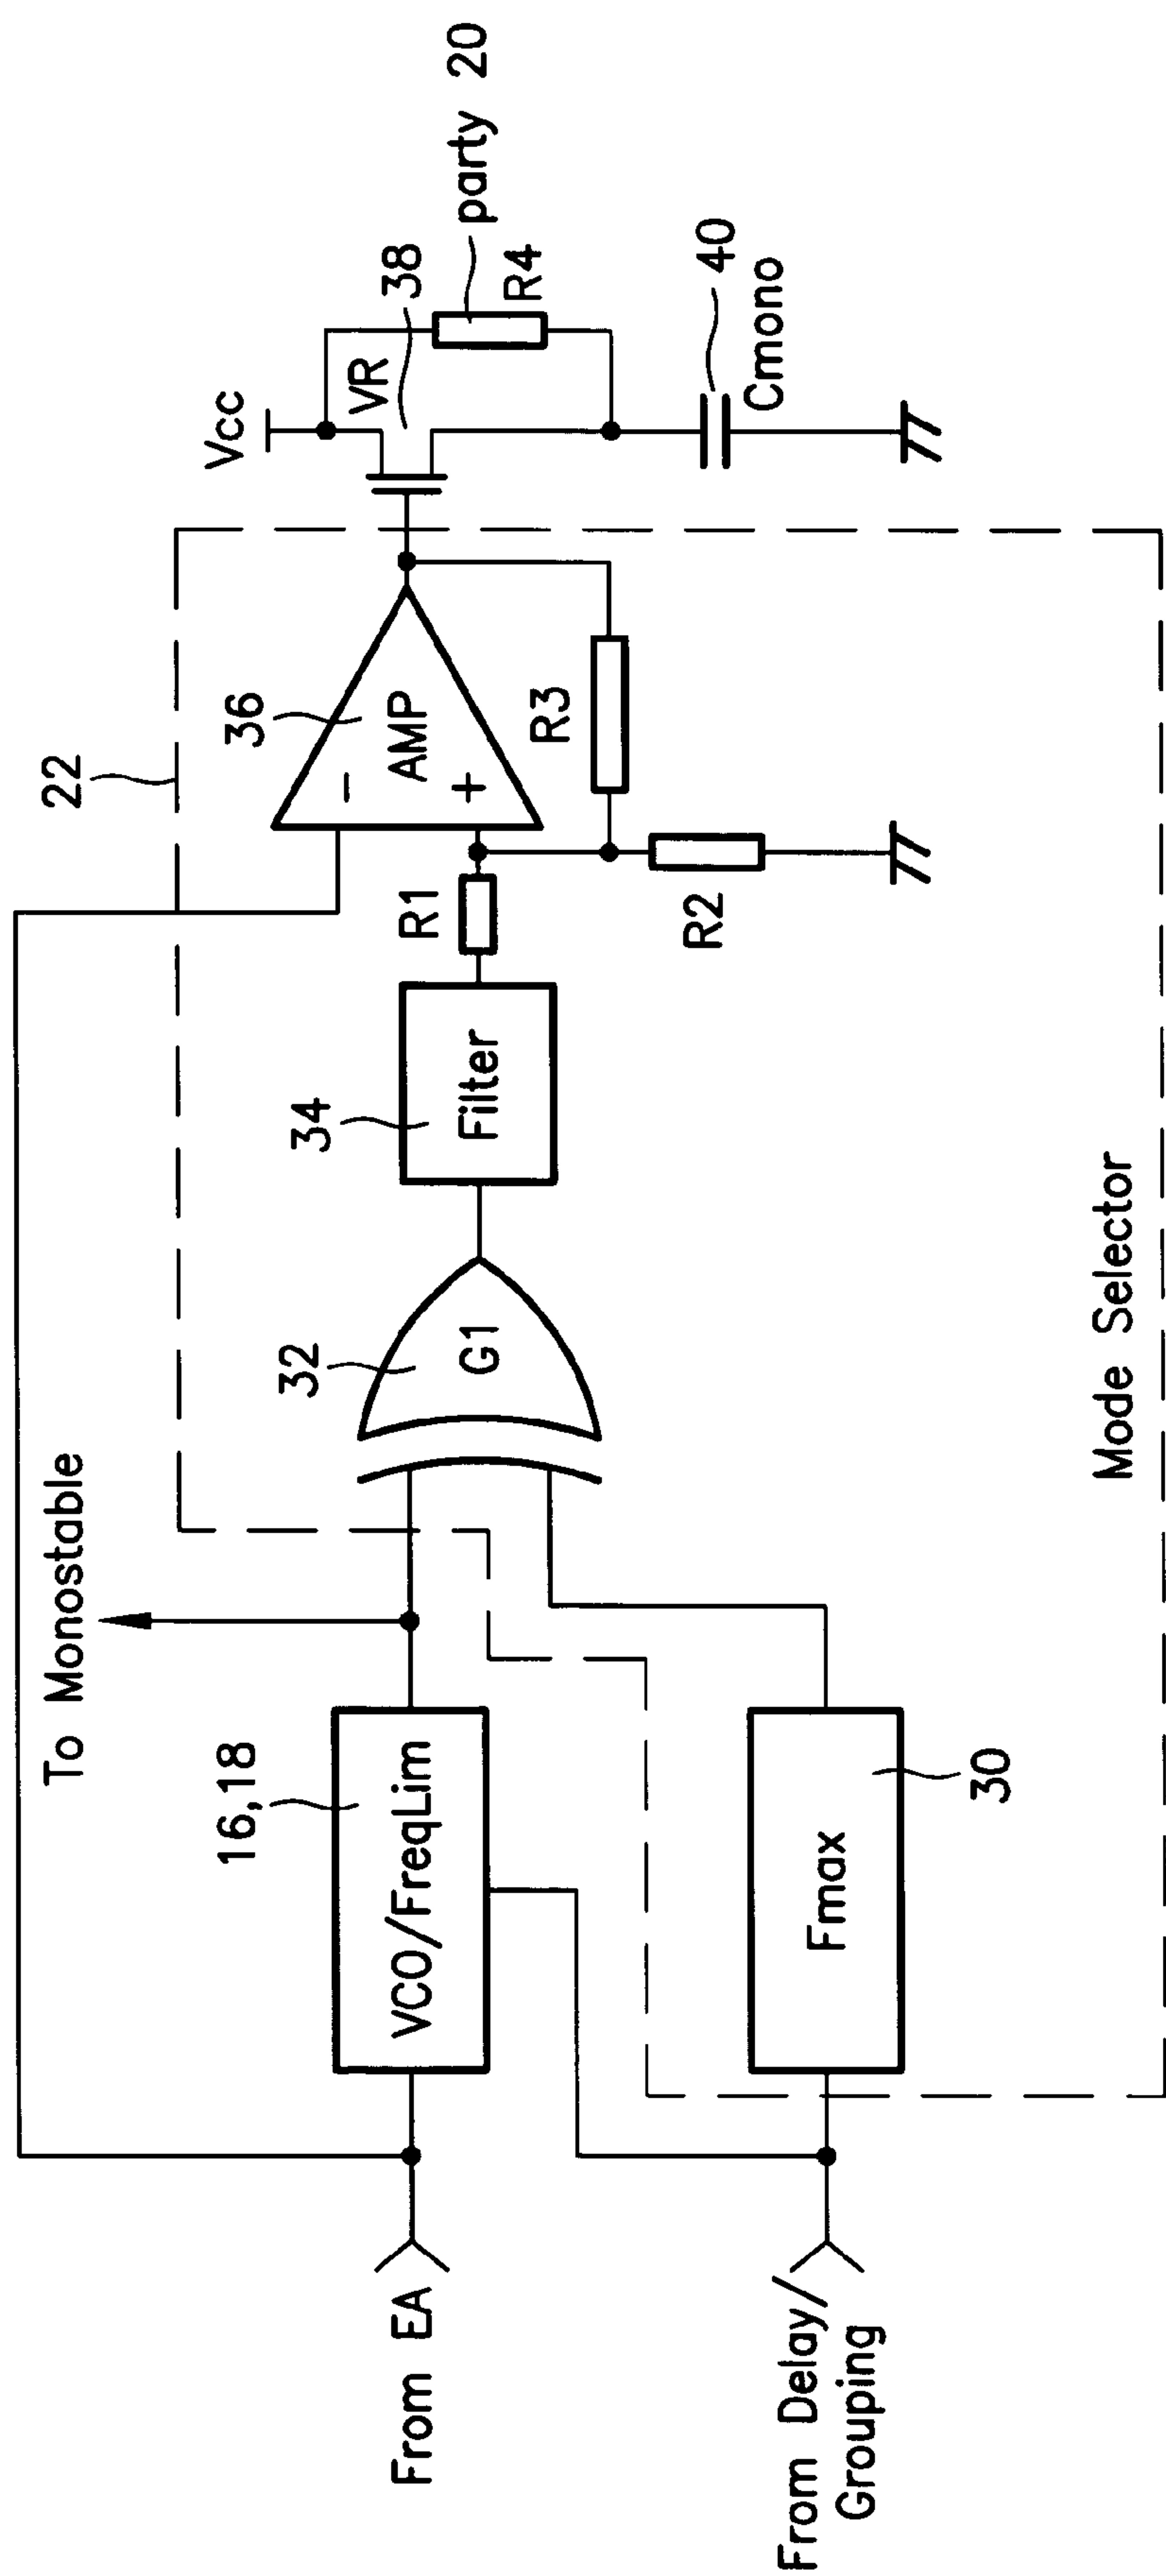 From EA
From Delay/
Grouping
16,18
VCO/FreqLim
Fmax
30
To Monostable
32
G1
34
Filter
22
36
AMP
−
+
R1
R2
R3
Vcc
VR
38
party 20
R4
40
Cmono
Mode Selector